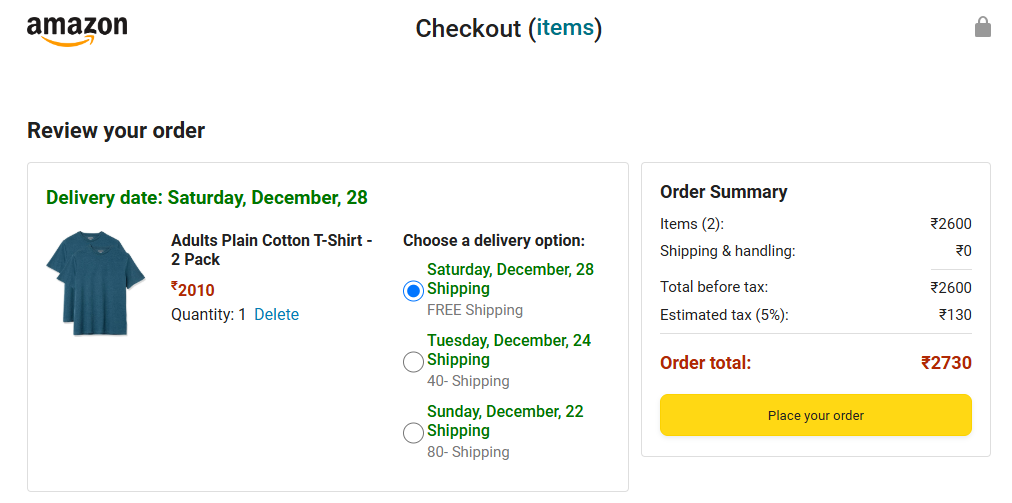 amazon
Checkout (items)
Review your order
Delivery date: Saturday, December, 28
Adults Plain Cotton T-Shirt -
2 Pack
₹2010
Quantity: 1 Delete
Choose a delivery option:
Saturday, December, 28
Shipping
FREE Shipping
Tuesday, December, 24
Shipping
40- Shipping
Sunday, December, 22
Shipping
80- Shipping
Order Summary
Items (2): ₹2600
Shipping & handling: ₹0
Total before tax: ₹2600
Estimated tax (5%): ₹130
Order total: ₹2730
Place your order